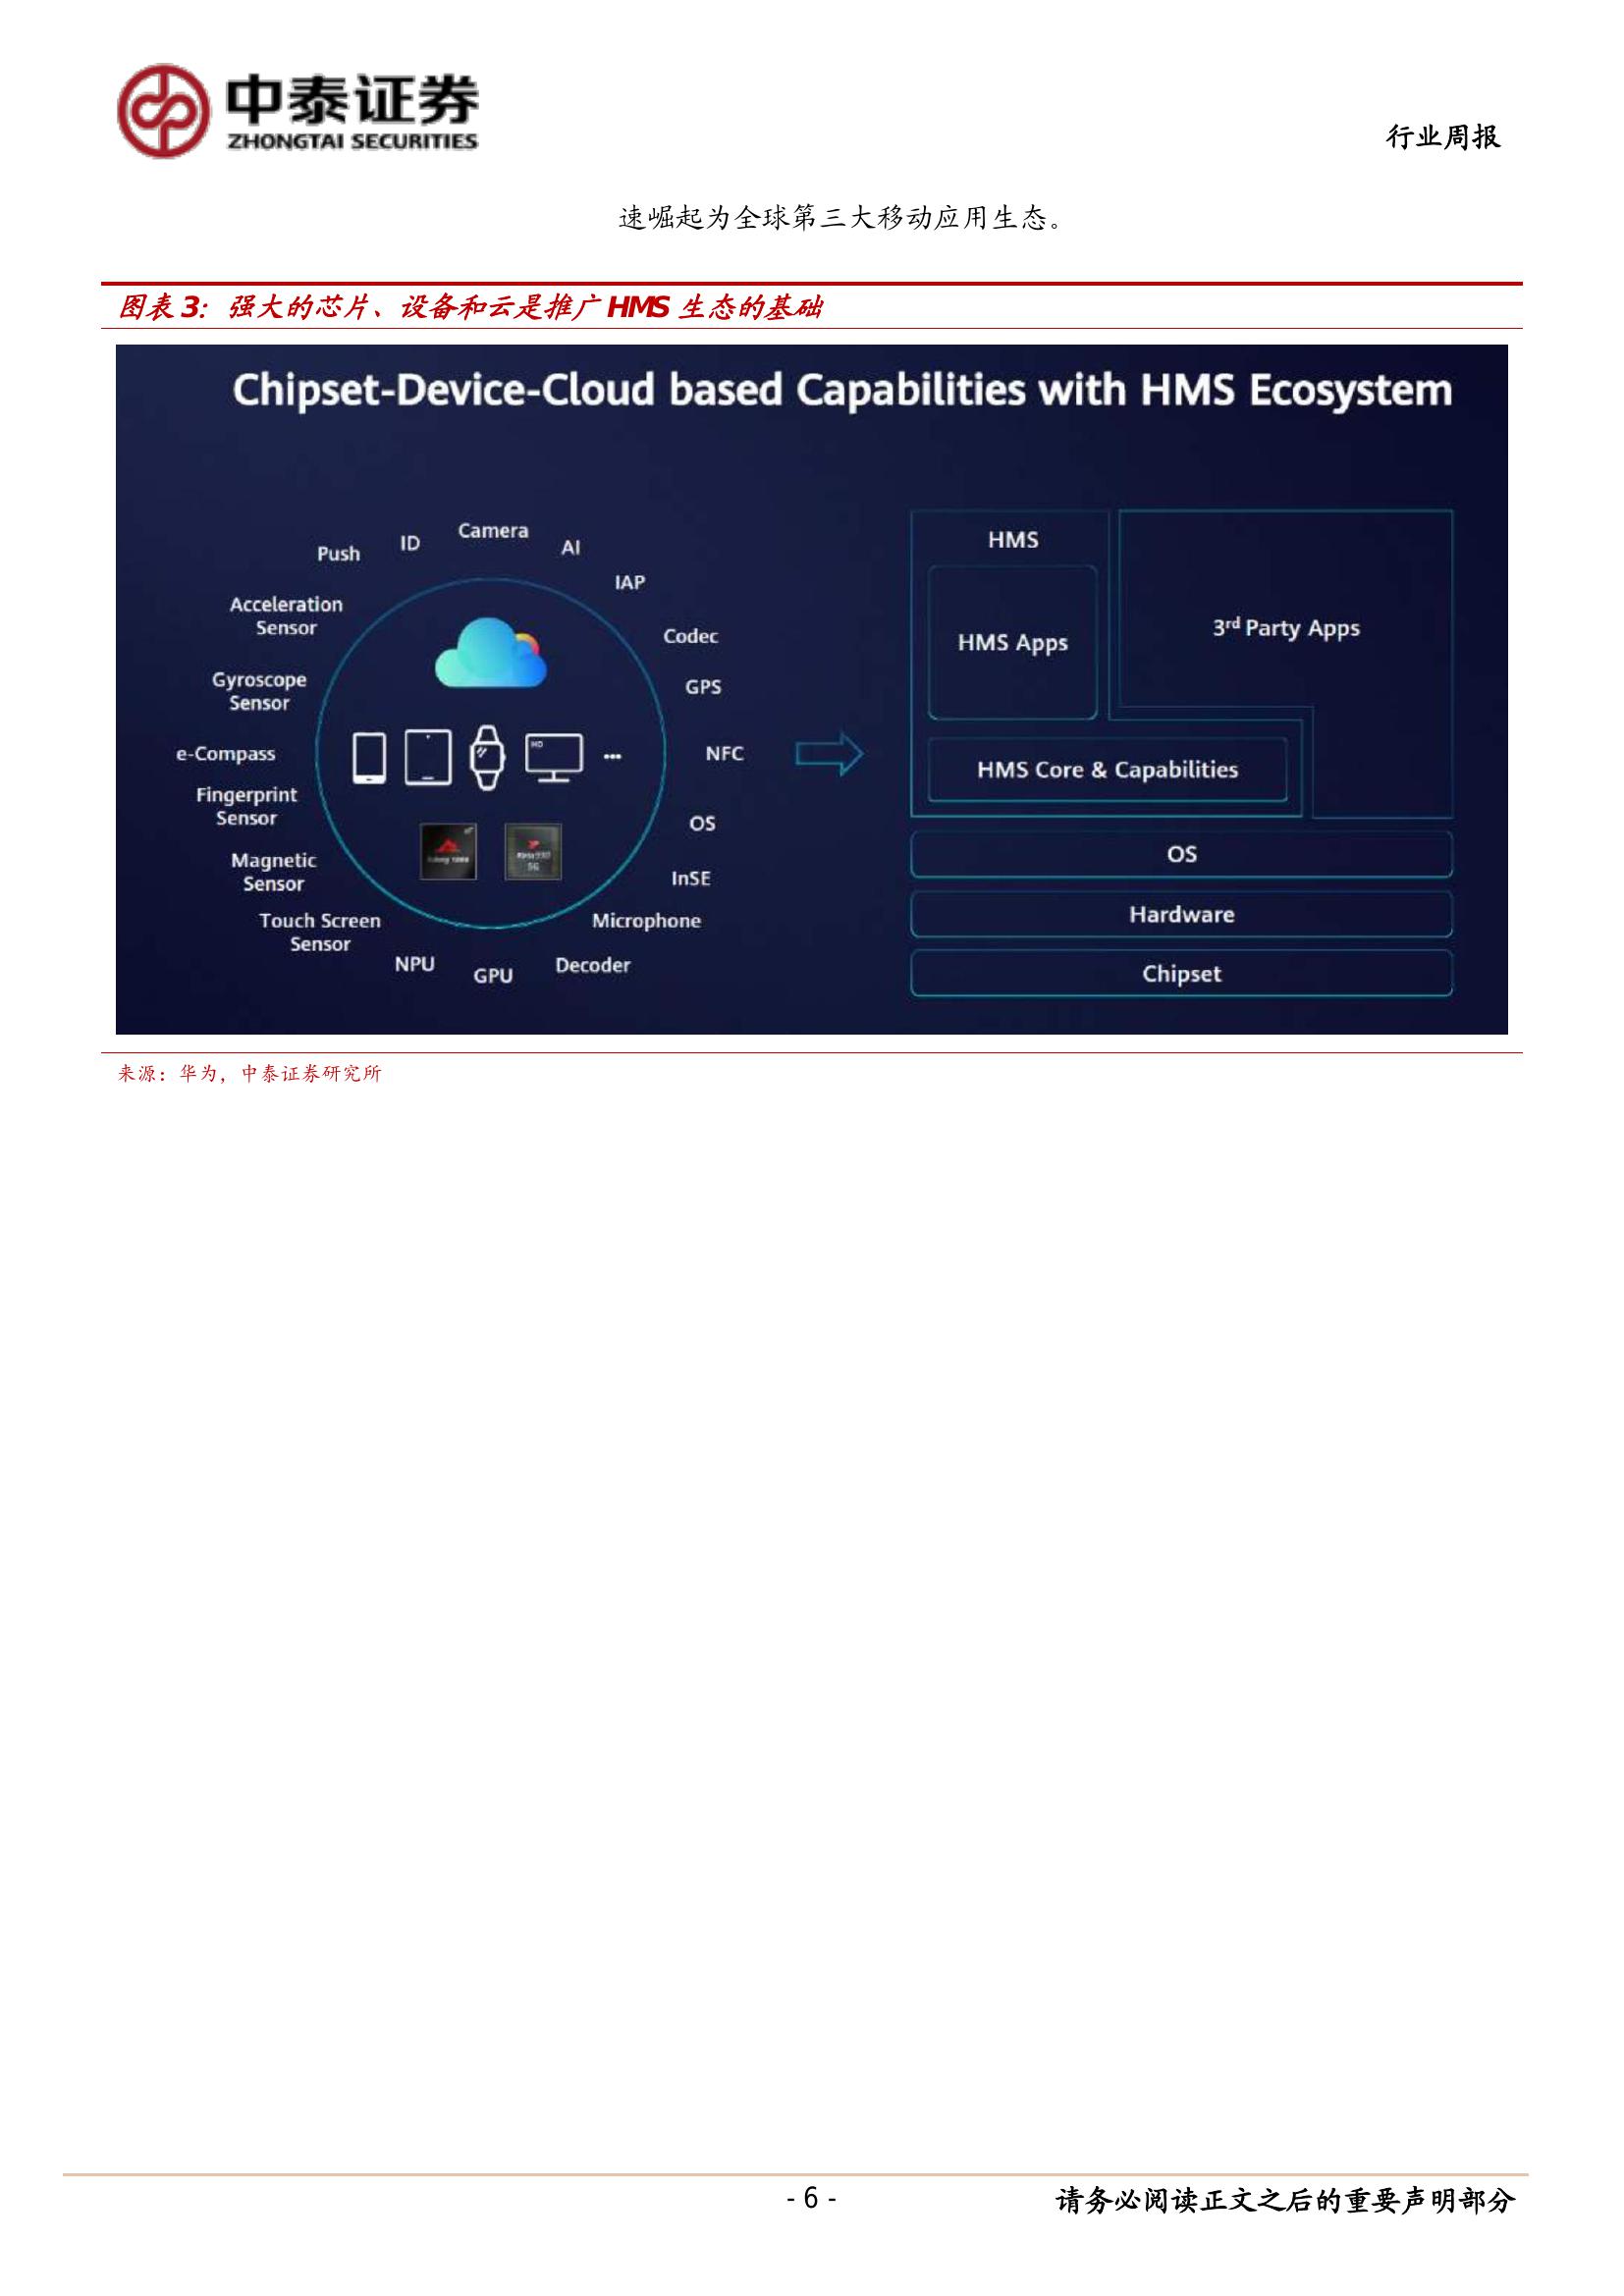 中泰证券
ZHONGTAI SECURITIES
行业周报
速崛起为全球第三大移动应用生态。
图表 3：强大的芯片、设备和云是推广 HMS 生态的基础
Chipset-Device-Cloud based Capabilities with HMS Ecosystem
Push
ID
Camera
AI
IAP
Codec
GPS
NFC
OS
InSE
Microphone
Decoder
GPU
NPU
Touch Screen
Sensor
Magnetic
Sensor
Fingerprint
Sensor
e-Compass
Gyroscope
Sensor
Acceleration
Sensor
HD
5G
HMS
HMS Apps
3rd Party Apps
HMS Core & Capabilities
OS
Hardware
Chipset
来源：华为，中泰证券研究所
- 6 -
请务必阅读正文之后的重要声明部分